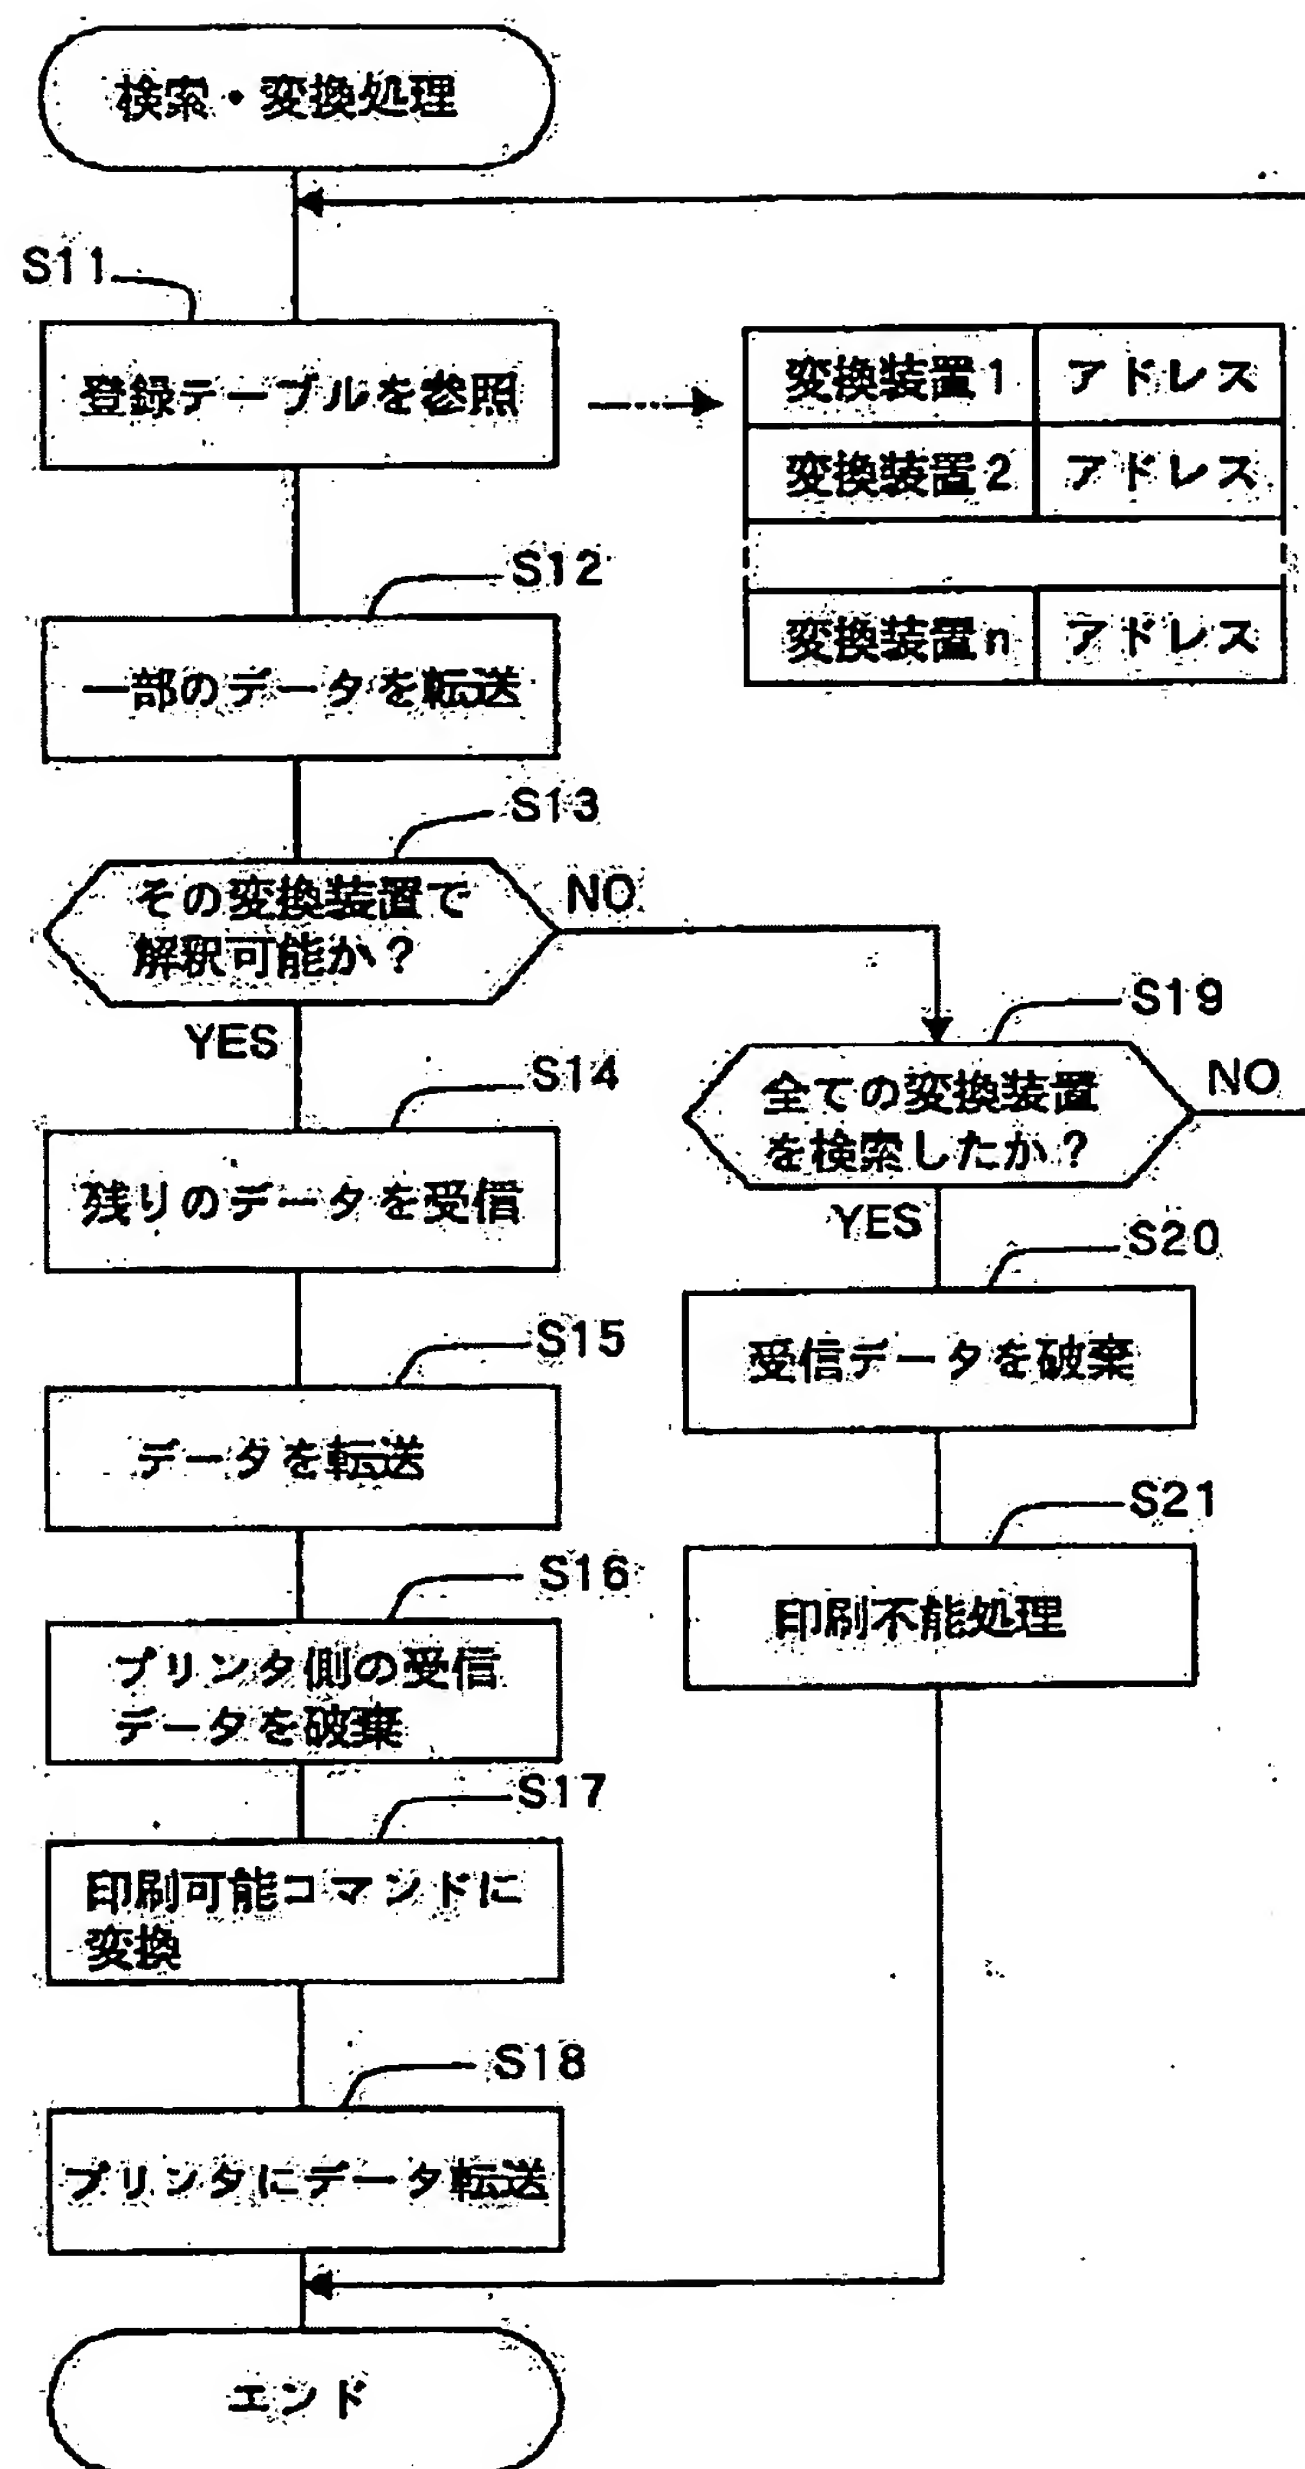 検索・変換処理
S11
登録テーブルを参照
変換装置1 アドレス
変換装置2 アドレス
変換装置n アドレス
S12
一部のデータを転送
S13
その変換装置で
解釈可能か?
NO
YES
S14
残りのデータを受信
S15
データを転送
S16
プリンタ側の受信
データを破棄
S17
印刷可能コマンドに
変換
S18
プリンタにデータ転送
S19
全ての変換装置
を検索したか?
NO
YES
S20
受信データを破棄
S21
印刷不能処理
エンド